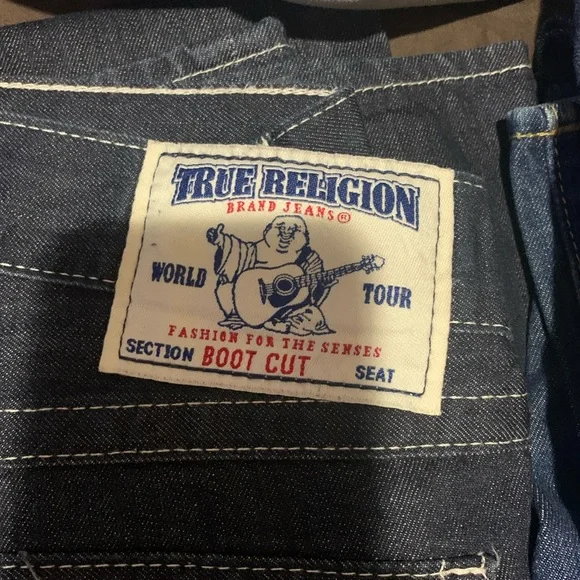 TRUE RELIGION
BRAND JEANS®
WORLD TOUR
FASHION FOR THE SENSES
SECTION BOOT CUT SEAT